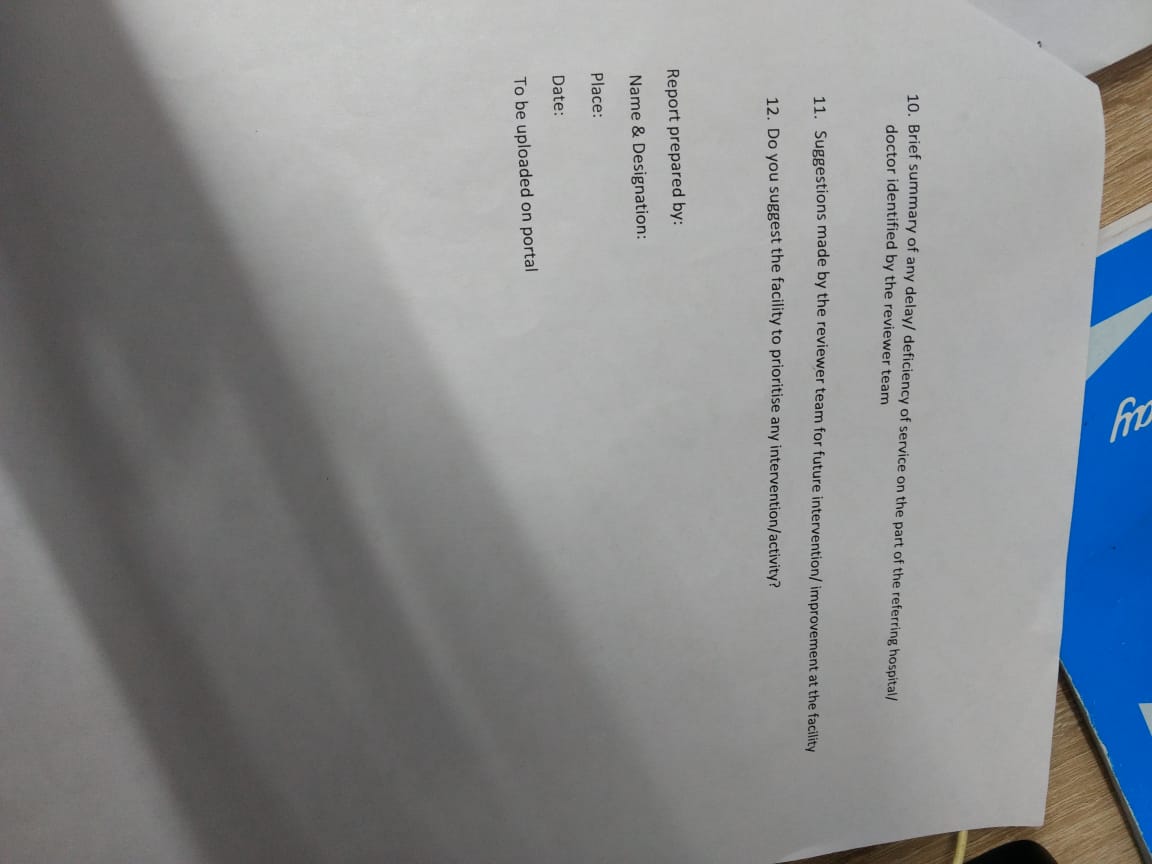 10. Brief summary of any delay/ deficiency of service on the part of the referring hospital/
doctor identified by the reviewer team
11. Suggestions made by the reviewer team for future intervention/ improvement at the facility
12. Do you suggest the facility to prioritise any intervention/activity?
Report prepared by:
Name & Designation:
Place:
Date:
To be uploaded on portal